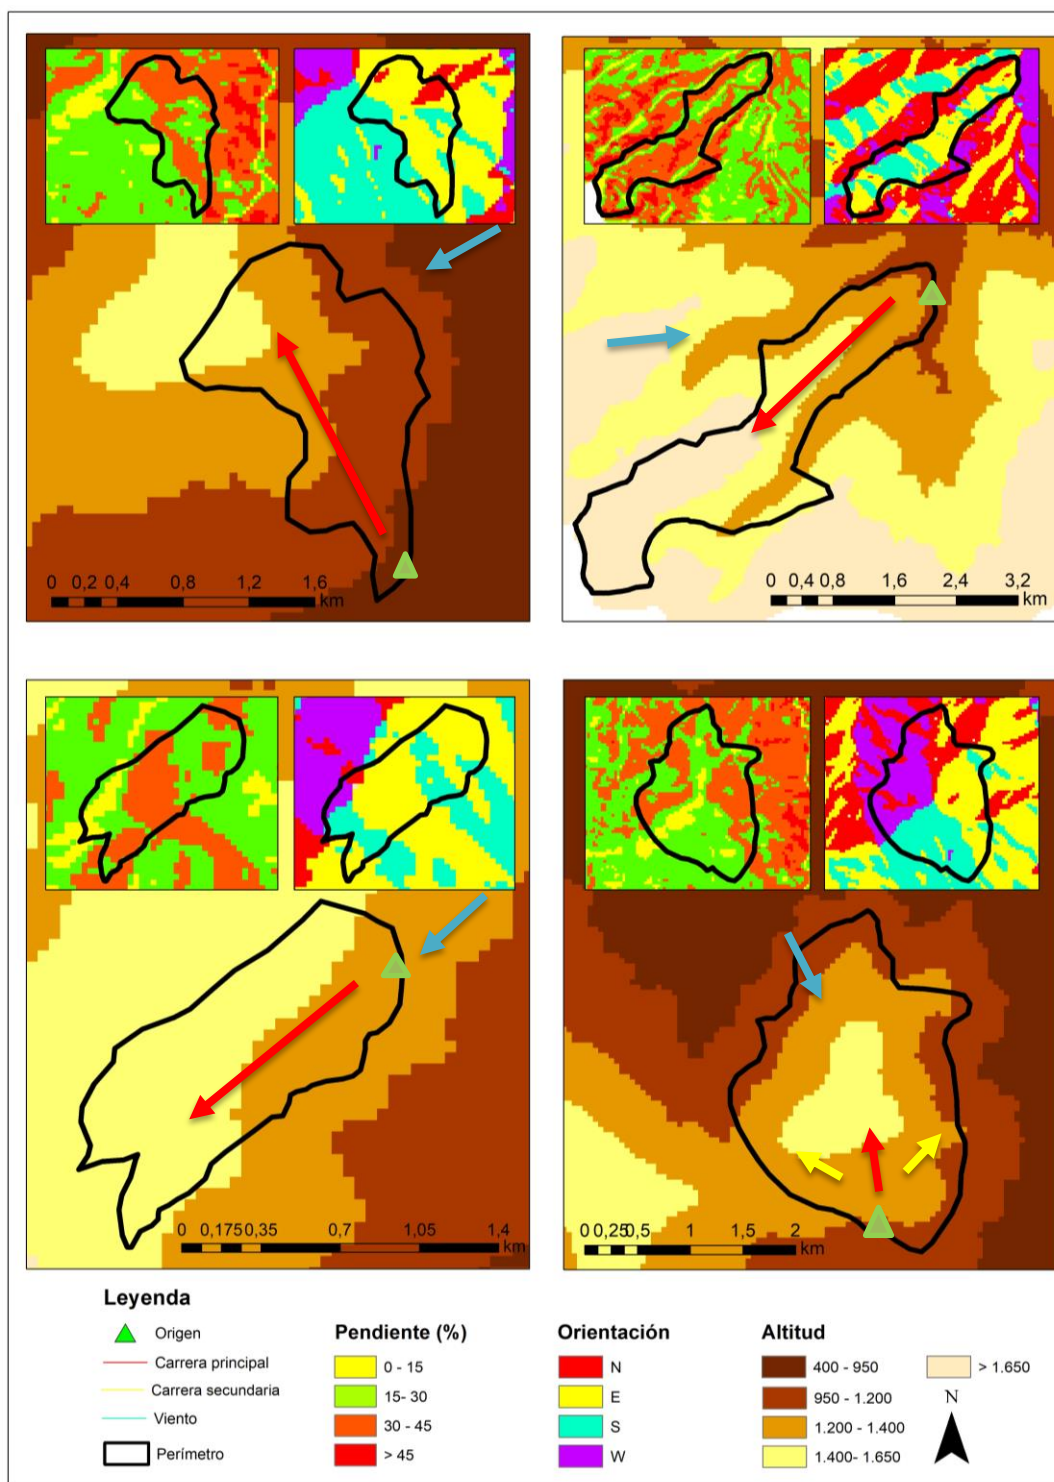 0 0,2 0,4 0,8 1,2 1,6
km
0 0,4 0,8 1,6 2,4 3,2
km
0 0,175 0,35 0,7 1,05 1,4
km
0 0,25 0,5 1 1,5 2
km
Leyenda
Origen
Carrera principal
Carrera secundaria
Viento
Perímetro
Pendiente (%)
0 - 15
15- 30
30 - 45
> 45
Orientación
N
E
S
W
Altitud
400 - 950
950 - 1.200
1.200 - 1.400
1.400- 1.650
> 1.650
N